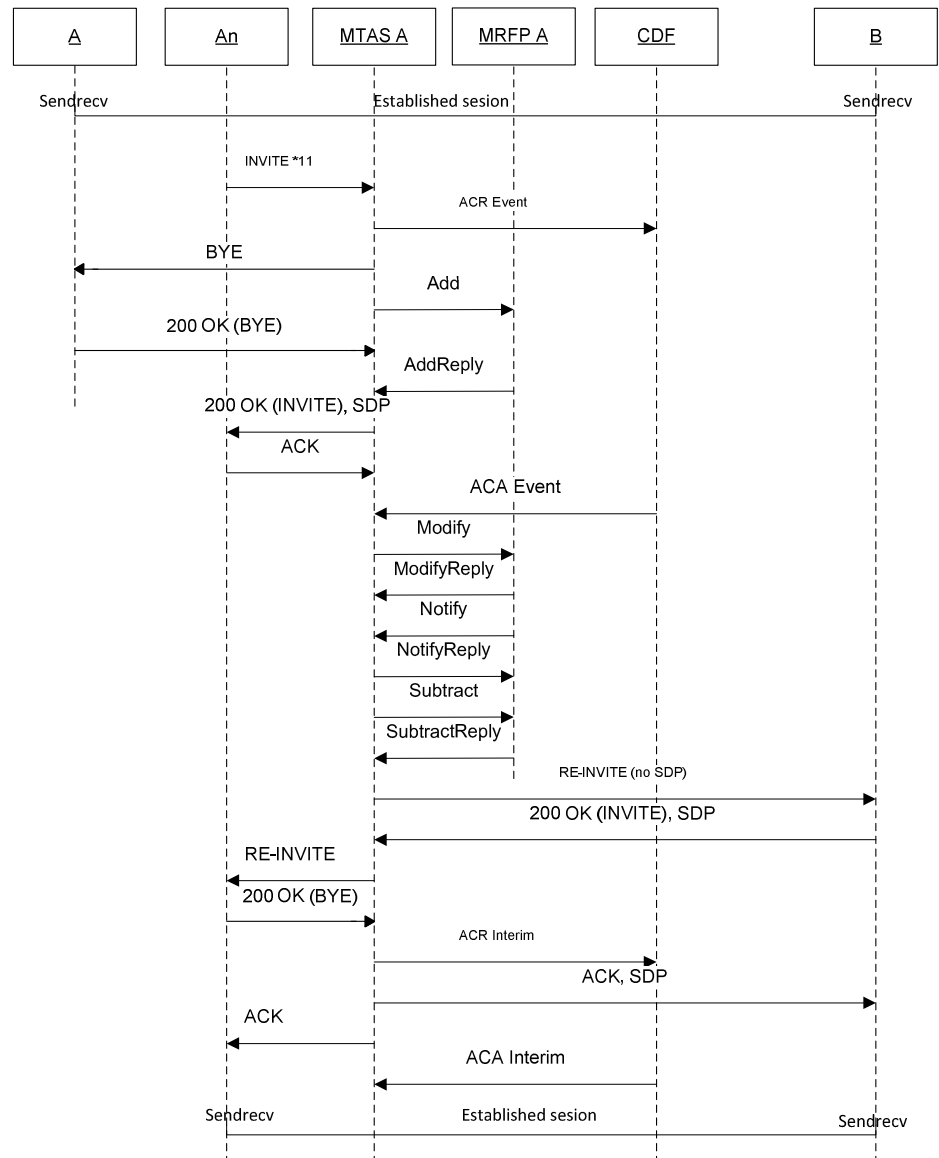 A
An
MTAS A
MRFP A
CDF
B
Sendrecv
Established sesion
Sendrecv
INVITE *11
ACR Event
BYE
Add
200 OK (BYE)
AddReply
200 OK (INVITE), SDP
ACK
ACA Event
Modify
ModifyReply
Notify
NotifyReply
Subtract
SubtractReply
RE-INVITE (no SDP)
200 OK (INVITE), SDP
RE-INVITE
200 OK (BYE)
ACR Interim
ACK, SDP
ACK
ACA Interim
Sendrecv
Established sesion
Sendrecv